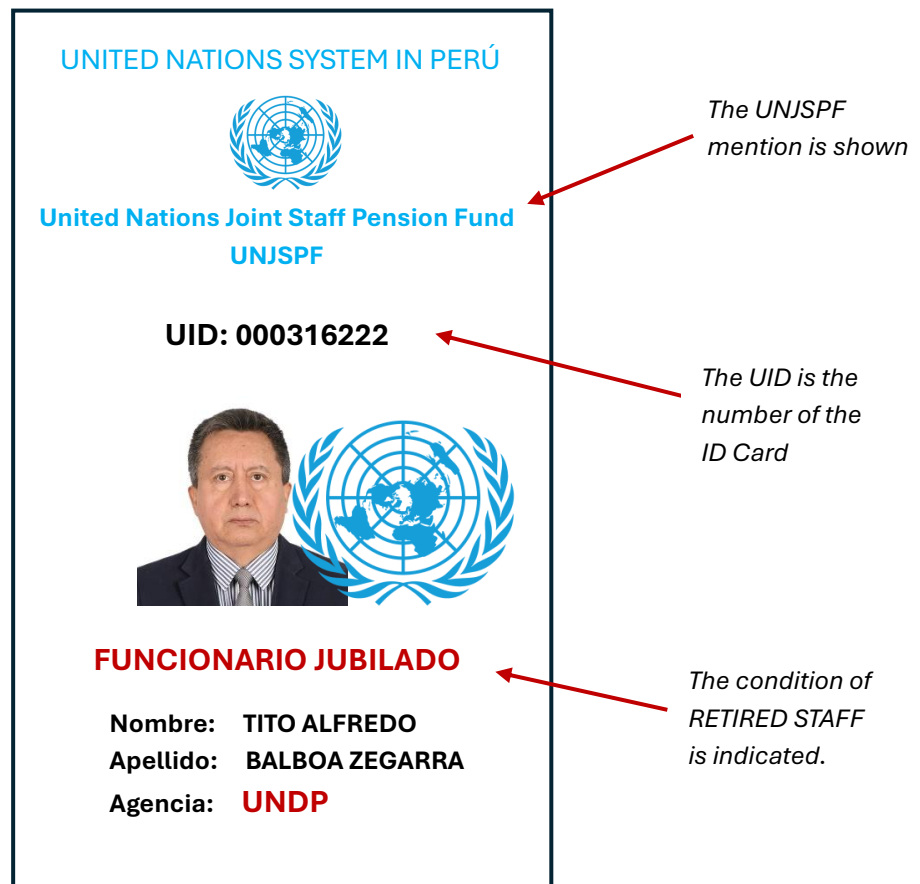 UNITED NATIONS SYSTEM IN PERÚ
United Nations Joint Staff Pension Fund
UNJSPF
The UNJSPF
mention is shown
UID: 000316222
The UID is the
number of the
ID Card
FUNCIONARIO JUBILADO
The condition of
RETIRED STAFF
is indicated.
Nombre: TITO ALFREDO
Apellido: BALBOA ZEGARRA
Agencia: UNDP